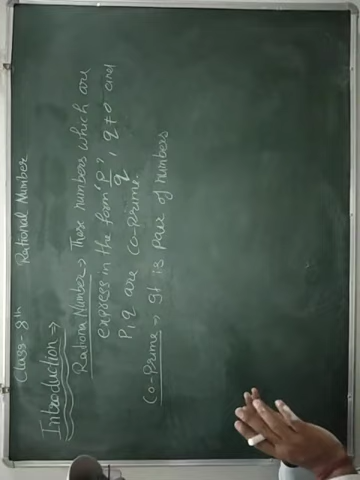 Class - 8th Rational Number
Introduction →
Rational Number → Those numbers which are
express in the form "p/q", q ≠ 0 and
P, q are co-prime.
Co-Prime → It is pair of numbers